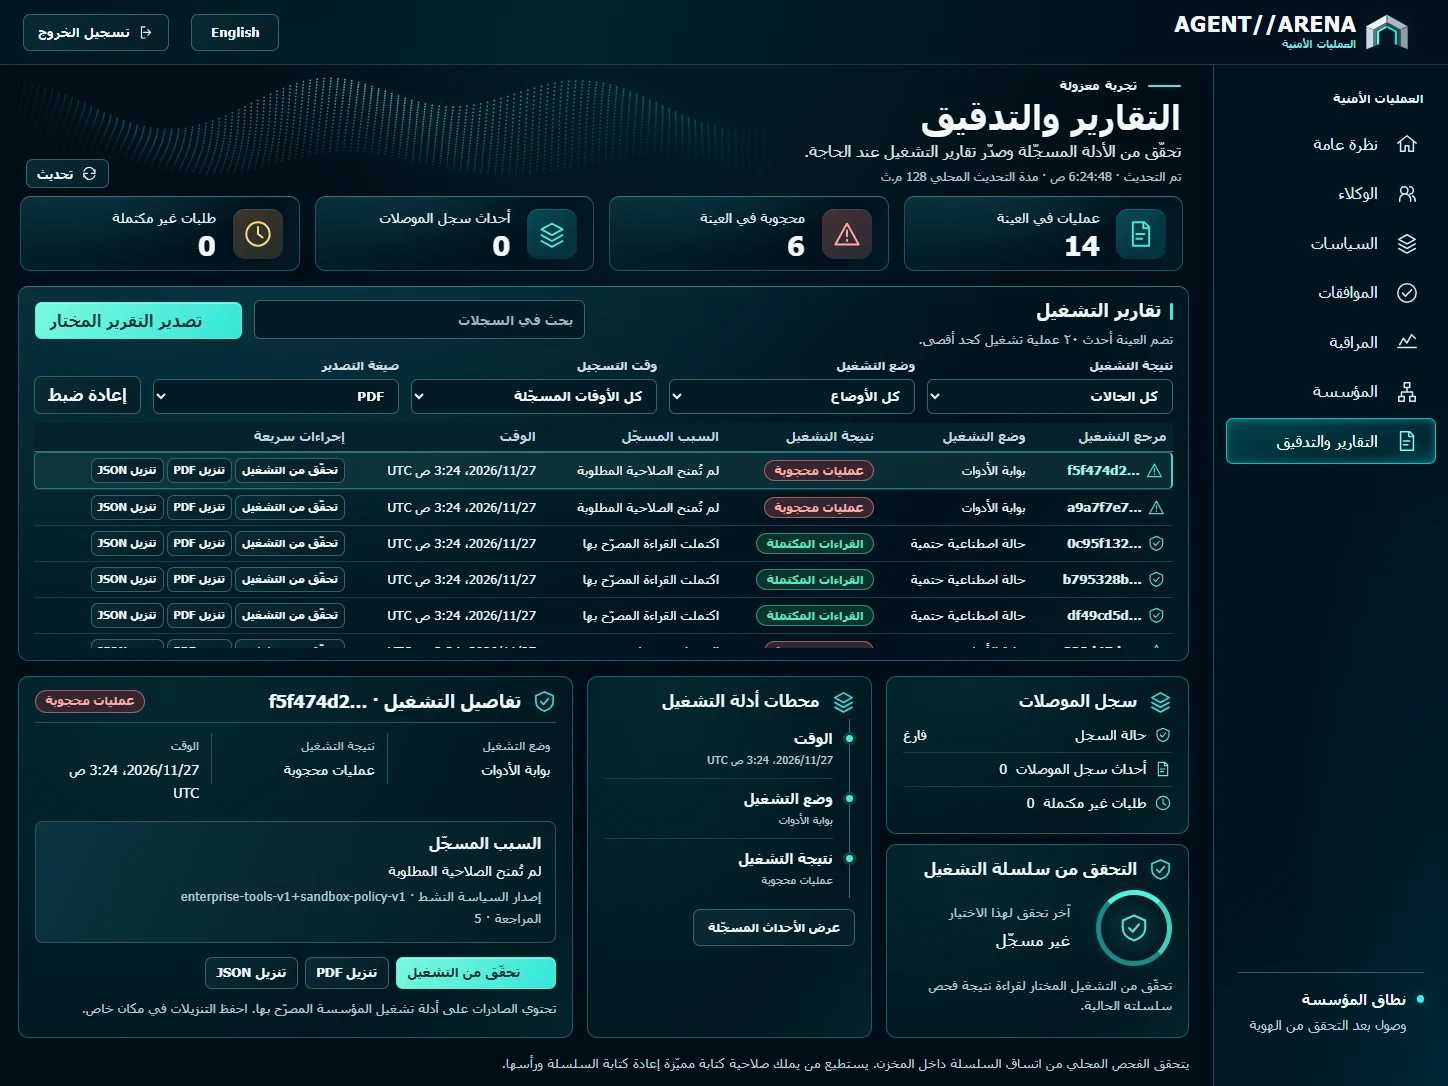 AGENT//ARENA
العمليات الأمنية
English
تسجيل الخروج
العمليات الأمنية
نظرة عامة
الوكلاء
السياسات
الموافقات
المراقبة
المؤسسة
التقارير والتدقيق
نطاق المؤسسة
وصول بعد التحقق من الهوية
تجربة معزولة
التقارير والتدقيق
تحقّق من الأدلة المسجّلة وصدّر تقارير التشغيل عند الحاجة.
تم التحديث · 6:24:48 ص · مدة التحديث المحلي 128 م.ث
تحديث
عمليات في العينة
14
محجوبة في العينة
6
أحداث سجل الموصلات
0
طلبات غير مكتملة
0
تقارير التشغيل
تضم العينة أحدث ٢٠ عملية تشغيل كحد أقصى.
بحث في السجلات
تصدير التقرير المختار
نتيجة التشغيل
وضع التشغيل
وقت التسجيل
صيغة التصدير
كل الحالات
كل الأوضاع
كل الأوقات المسجّلة
PDF
إعادة ضبط
مرجع التشغيل وضع التشغيل نتيجة التشغيل السبب المسجّل الوقت إجراءات سريعة
f5f474d2... بوابة الأدوات عمليات محجوبة لم تُمنح الصلاحية المطلوبة 2026/11/27، 3:24 ص UTC تحقّق من التشغيل تنزيل PDF تنزيل JSON
a9a7f7e7... بوابة الأدوات عمليات محجوبة لم تُمنح الصلاحية المطلوبة 2026/11/27، 3:24 ص UTC تحقّق من التشغيل تنزيل PDF تنزيل JSON
0c95f132... حالة اصطناعية حتمية القراءات المكتملة اكتملت القراءة المصرّح بها 2026/11/27، 3:24 ص UTC تحقّق من التشغيل تنزيل PDF تنزيل JSON
b795328b... حالة اصطناعية حتمية القراءات المكتملة اكتملت القراءة المصرّح بها 2026/11/27، 3:24 ص UTC تحقّق من التشغيل تنزيل PDF تنزيل JSON
df49cd5d... حالة اصطناعية حتمية القراءات المكتملة اكتملت القراءة المصرّح بها 2026/11/27، 3:24 ص UTC تحقّق من التشغيل تنزيل PDF تنزيل JSON
سجل الموصلات
حالة السجل فارغ
أحداث سجل الموصلات 0
طلبات غير مكتملة 0
التحقق من سلسلة التشغيل
آخر تحقق لهذا الاختيار
غير مسجّل
تحقّق من التشغيل المختار لقراءة نتيجة فحص
سلسلته الحالية.
محطات أدلة التشغيل
الوقت
2026/11/27، 3:24 ص UTC
وضع التشغيل
بوابة الأدوات
نتيجة التشغيل
عمليات محجوبة
عرض الأحداث المسجّلة
تفاصيل التشغيل · f5f474d2...
عمليات محجوبة
وضع التشغيل
بوابة الأدوات
نتيجة التشغيل
عمليات محجوبة
الوقت
2026/11/27، 3:24 ص
UTC
السبب المسجّل
لم تُمنح الصلاحية المطلوبة
إصدار السياسة النشط · enterprise-tools-v1+sandbox-policy-v1
المراجعة · 5
تحقّق من التشغيل
تنزيل PDF
تنزيل JSON
تحتوي الصادرات على أدلة تشغيل المؤسسة المصرّح بها. احفظ التنزيلات في مكان خاص.
يتحقق الفحص المحلي من اتساق السلسلة داخل المخزن. يستطيع من يملك صلاحية كتابة مميّزة إعادة كتابة السلسلة ورأسها.